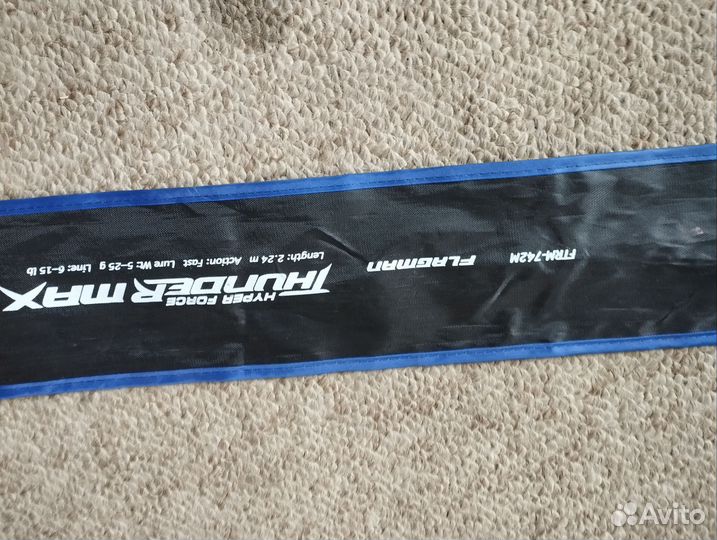 FTRM-742M
FLAGMAN
HYPER FORCE
THUNDER MAX
Length: 2.24 m Action: Fast Lure Wt: 5-25 g Line: 6-15 lb
Avito